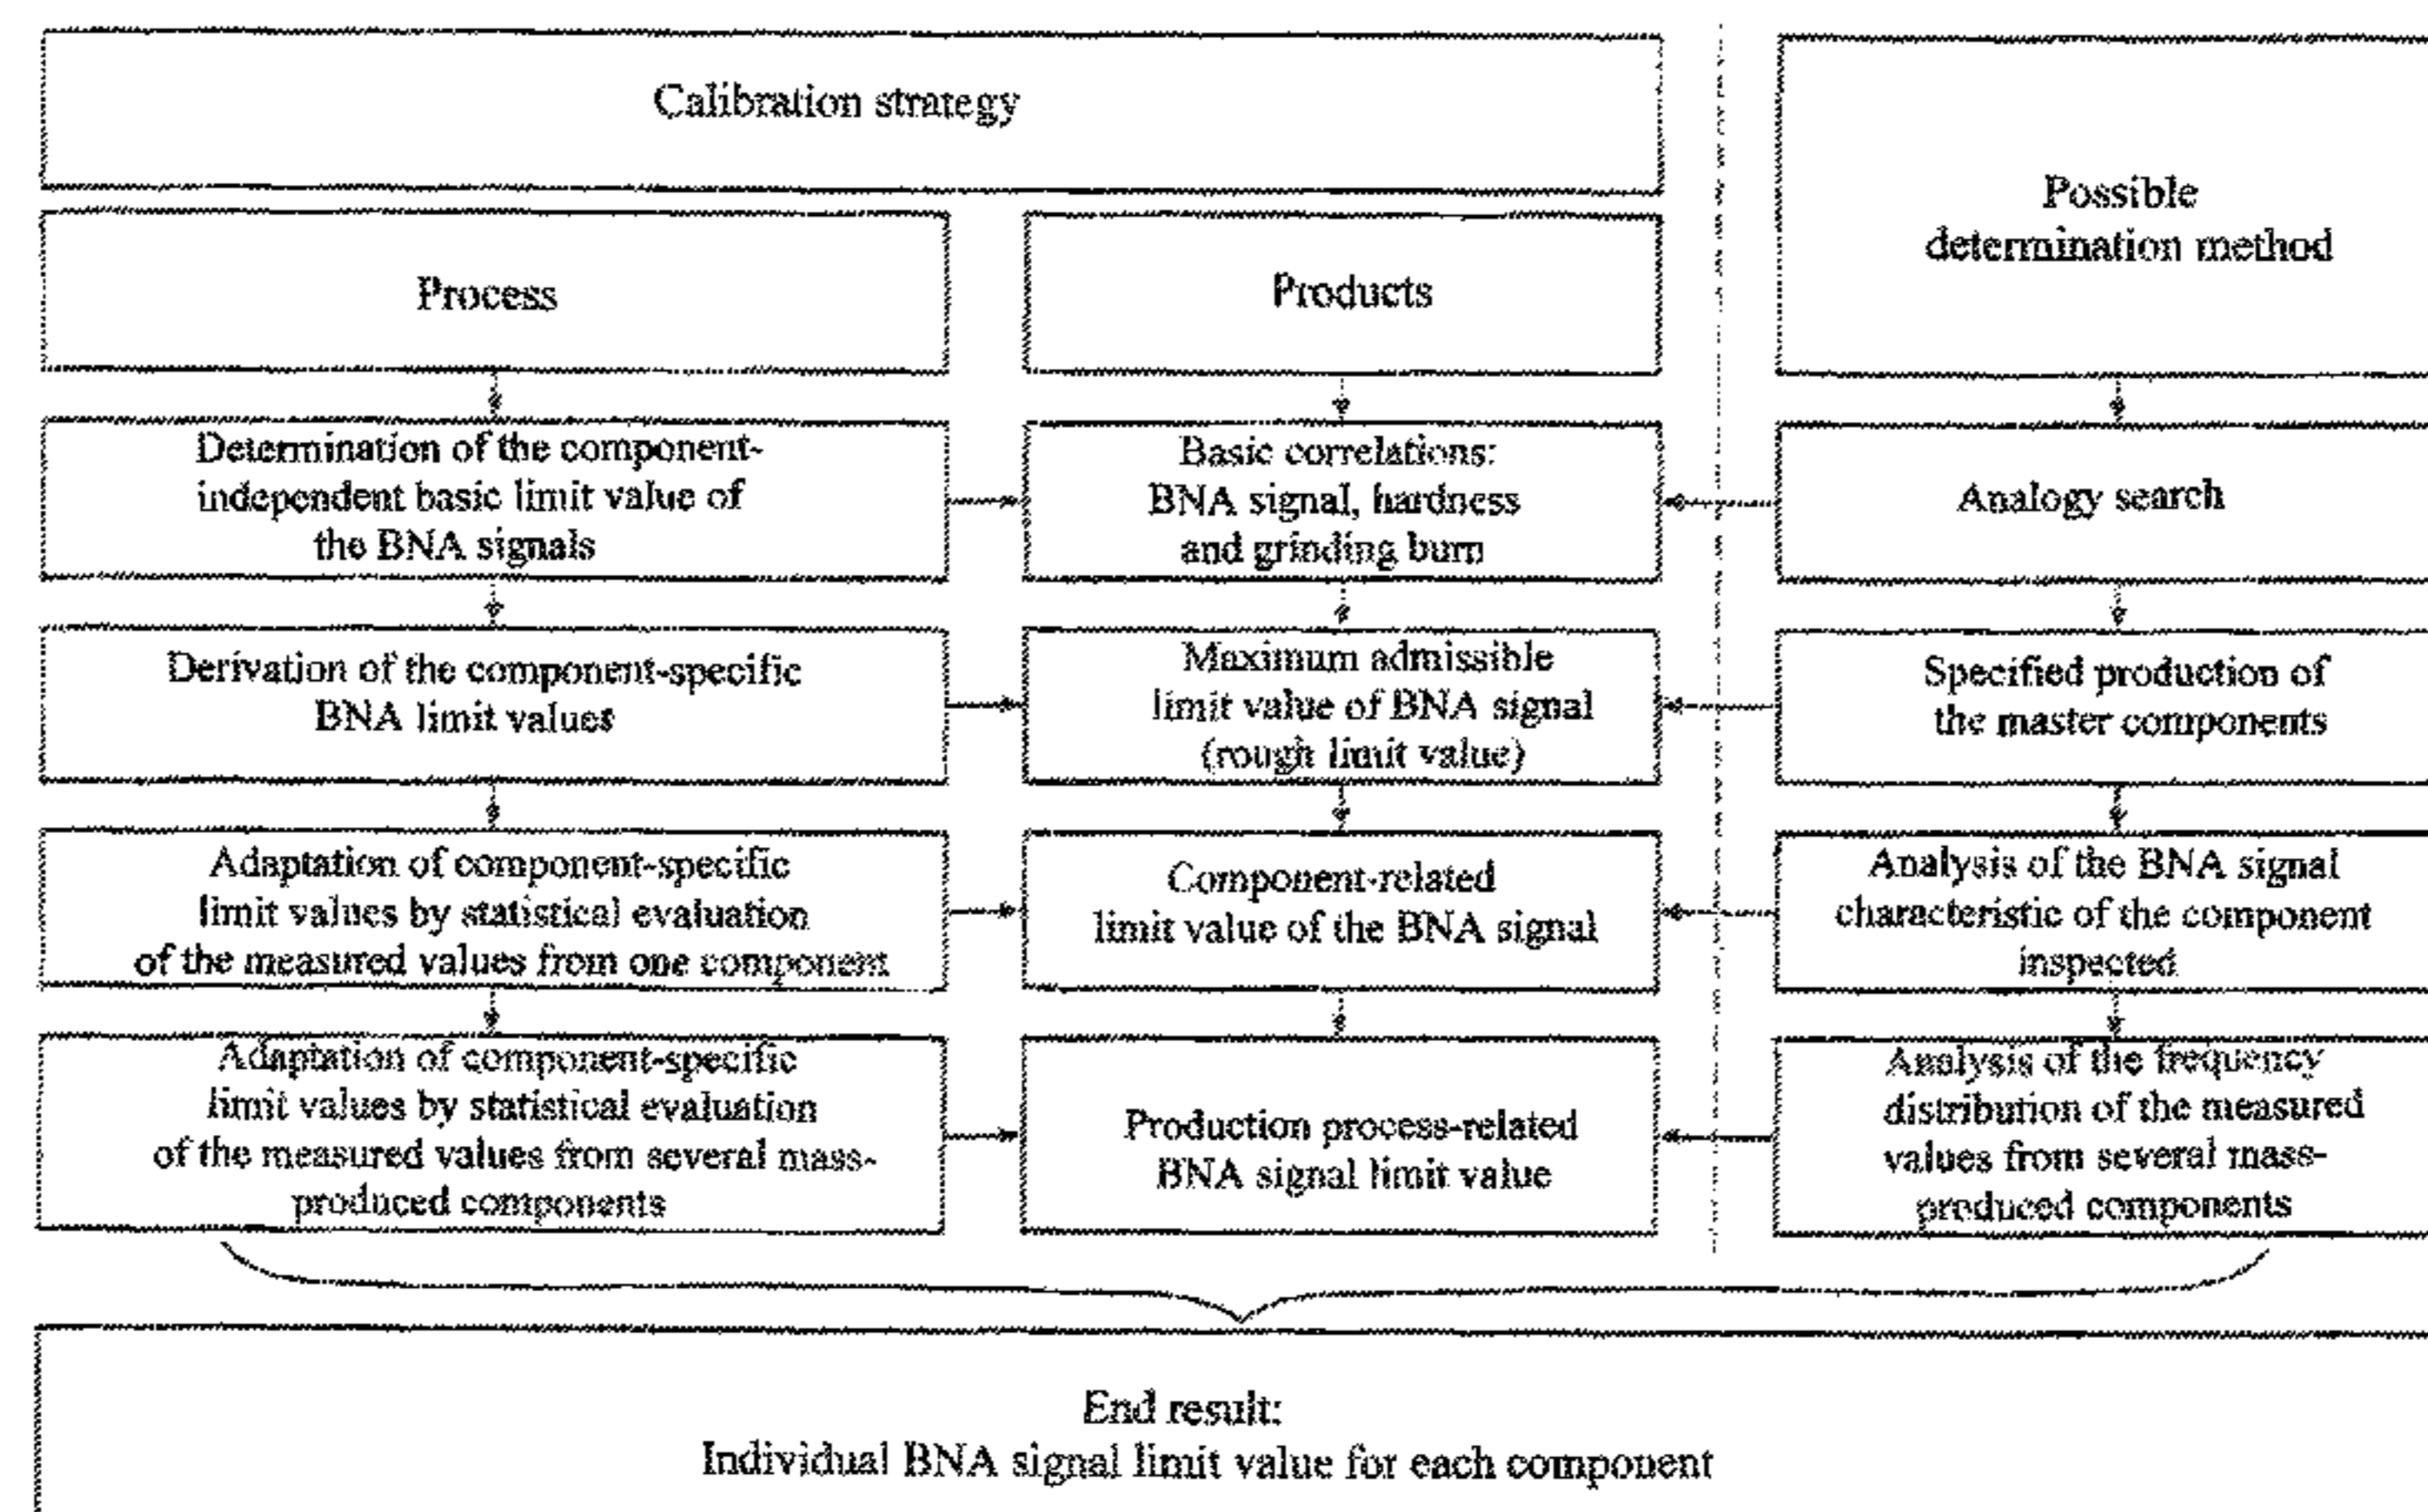 Calibration strategy
Possible
determination method
Process
Products
Determination of the component-
independent basic limit value of
the BNA signals
Basic correlations:
BNA signal, hardness
and grinding burn
Analogy search
Derivation of the component-specific
BNA limit values
Maximum admissible
limit value of BNA signal
(rough limit value)
Specified production of
the master components
Adaptation of component-specific
limit values by statistical evaluation
of the measured values from one component
Component-related
limit value of the BNA signal
Analysis of the BNA signal
characteristic of the component
inspected
Adaptation of component-specific
limit values by statistical evaluation
of the measured values from several mass-
produced components
Production process-related
BNA signal limit value
Analysis of the frequency
distribution of the measured
values from several mass-
produced components
End result:
Individual BNA signal limit value for each component